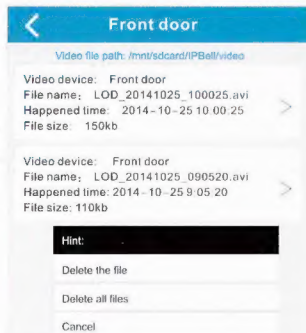 Front door
Video file path: /mnt/sdcard/IPBell/video
Video device: Front door
File name: LOD_20141025_100025.avi
Happened time: 2014-10-25 10:00:25
File size: 150kb
Video device: Front door
File name: LOD_20141025_090520.avi
Happened time: 2014-10-25 9:05 20
File size: 110kb
Hint:
Delete the file
Delete all files
Cancel